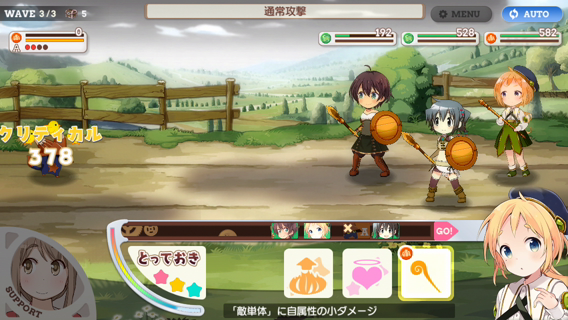 WAVE 3/3 5
通常攻撃
MENU
AUTO
0
A
192
528
582
クリティカル
378
GO!
とっておき
SUPPORT
「敵単体」に自属性の小ダメージ